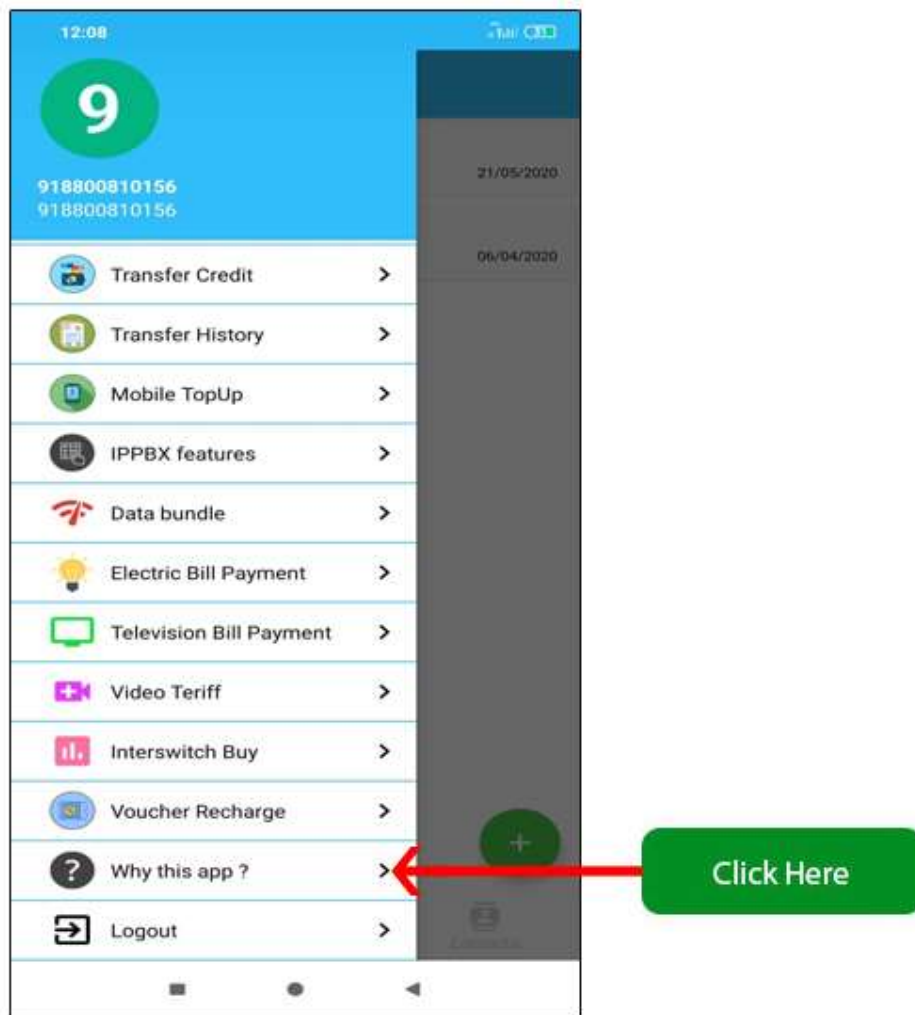 12:08
9
918800810156
918800810156
21/05/2020
06/04/2020
Transfer Credit
Transfer History
Mobile TopUp
IPPBX features
Data bundle
Electric Bill Payment
Television Bill Payment
Video Teriff
Interswitch Buy
Voucher Recharge
Why this app ?
Click Here
Logout